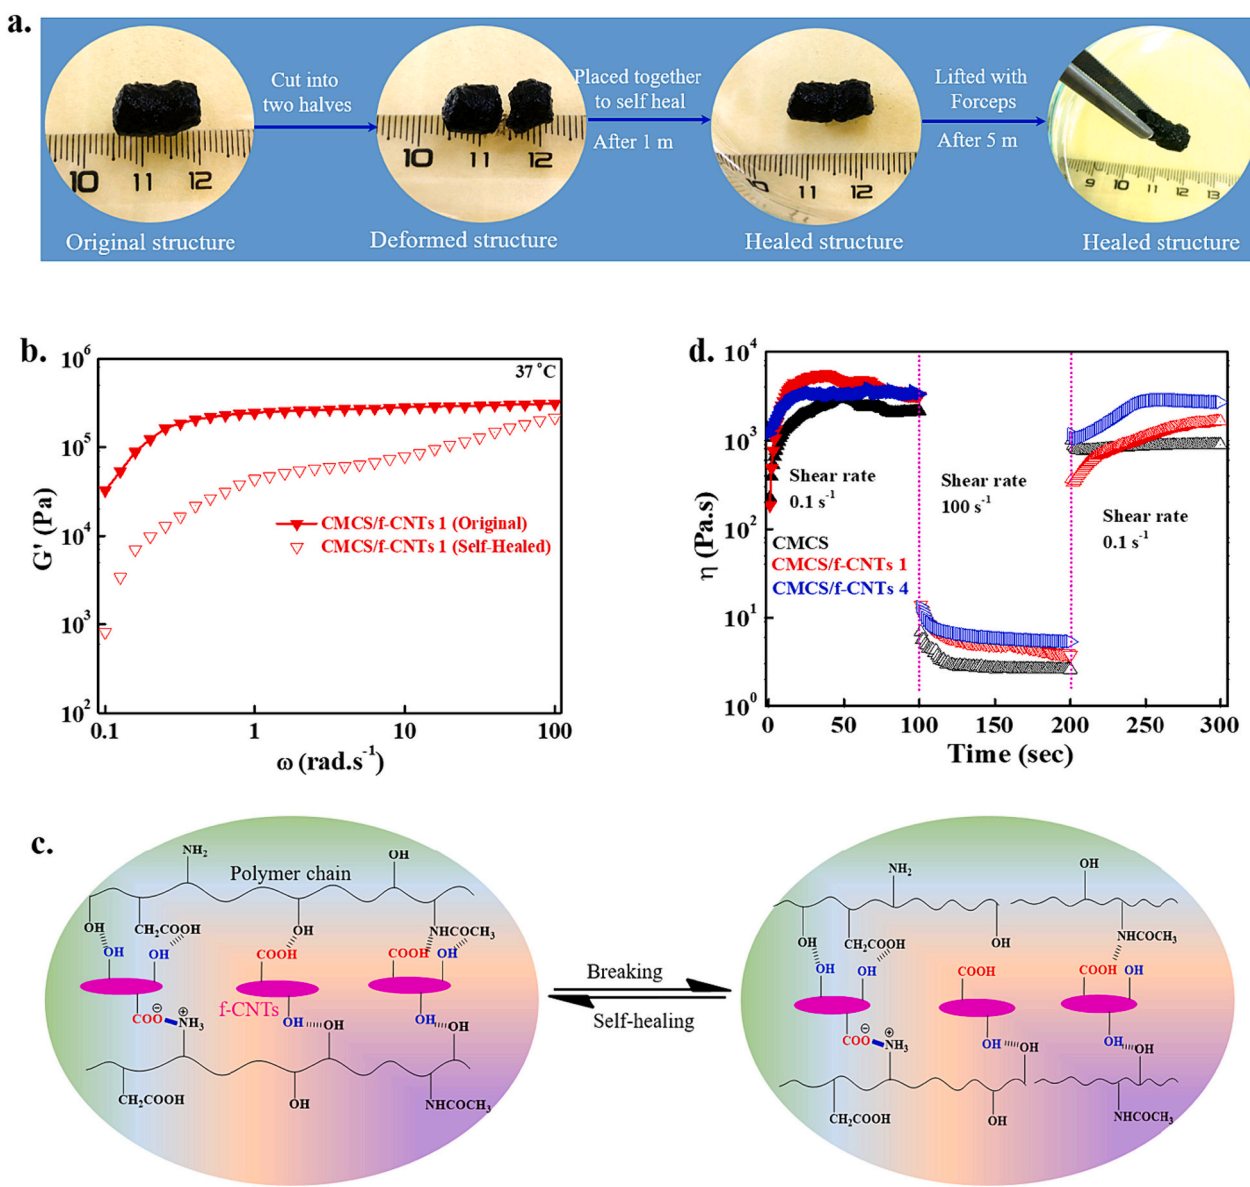 a.
Cut into
two halves
Placed together
to self heal
After 1 m
Lifted with
Forceps
After 5 m
10 11 12
10 11 12
10 11 12
9 10 11 12 13
Original structure
Deformed structure
Healed structure
Healed structure
b.
37 °C
10⁶
10⁵
10⁴
10³
10²
G' (Pa)
CMCS/f-CNTs 1 (Original)
CMCS/f-CNTs 1 (Self-Healed)
0.1 1 10 100
ω (rad.s⁻¹)
d.
10⁴
10³
10²
10¹
10⁰
η (Pa.s)
Shear rate
0.1 s⁻¹
Shear rate
100 s⁻¹
Shear rate
0.1 s⁻¹
CMCS
CMCS/f-CNTs 1
CMCS/f-CNTs 4
0 50 100 150 200 250 300
Time (sec)
c.
NH₂
Polymer chain
OH
OH
CH₂COOH
OH
NHCOCH₃
OH
OH
COOH
COOH
OH
f-CNTs
COO⊖
⊕NH₃
OH
OH
OH
OH
CH₂COOH
OH
NHCOCH₃
Breaking
Self-healing
NH₂
OH
OH
CH₂COOH
OH
NHCOCH₃
OH
OH
COOH
COOH
OH
COO⊖
⊕NH₃
OH
OH
OH
OH
CH₂COOH
OH
NHCOCH₃